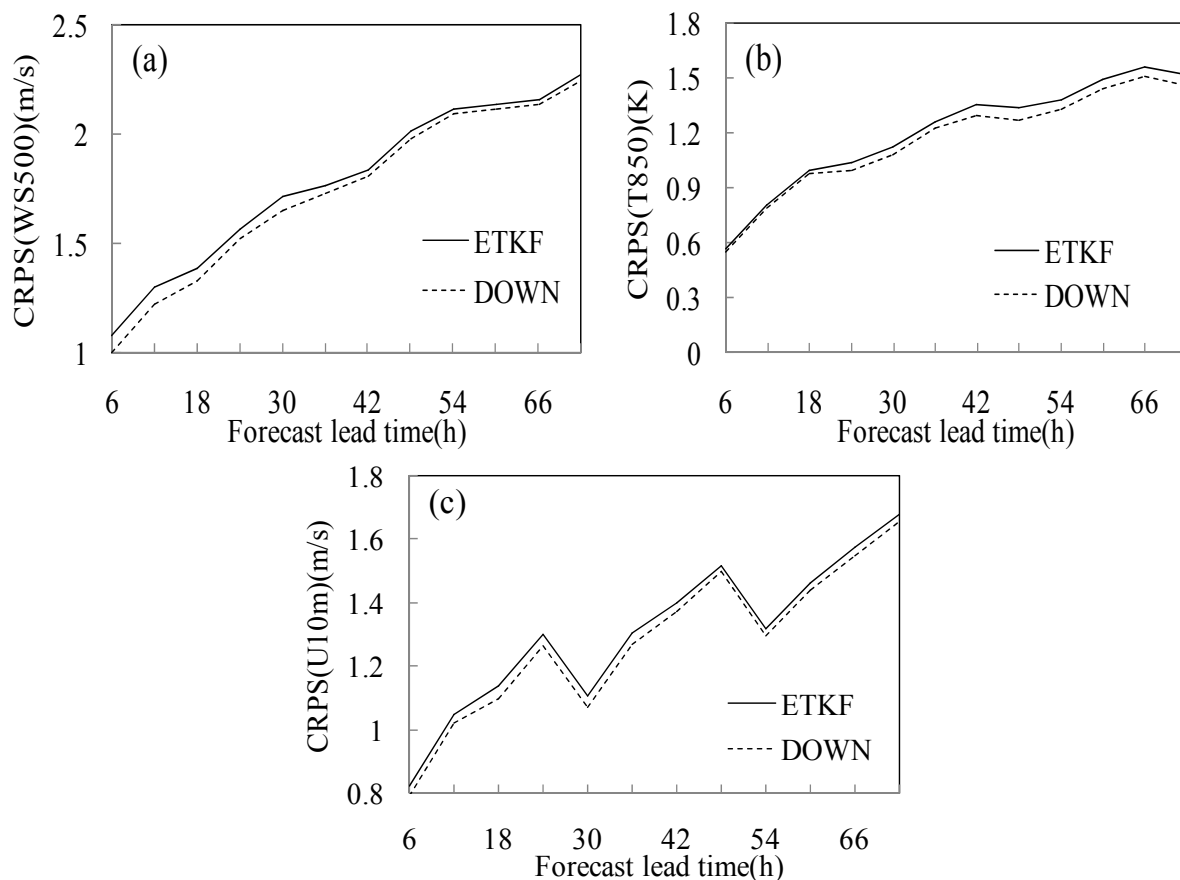 (a)
CRPS(WS500)(m/s)
2.5
2
1.5
1
ETKF
DOWN
6 18 30 42 54 66
Forecast lead time(h)
(b)
CRPS(T850)(K)
1.8
1.5
1.2
0.9
0.6
0.3
0
ETKF
DOWN
6 18 30 42 54 66
Forecast lead time(h)
(c)
CRPS(U10m)(m/s)
1.8
1.6
1.4
1.2
1
0.8
ETKF
DOWN
6 18 30 42 54 66
Forecast lead time(h)